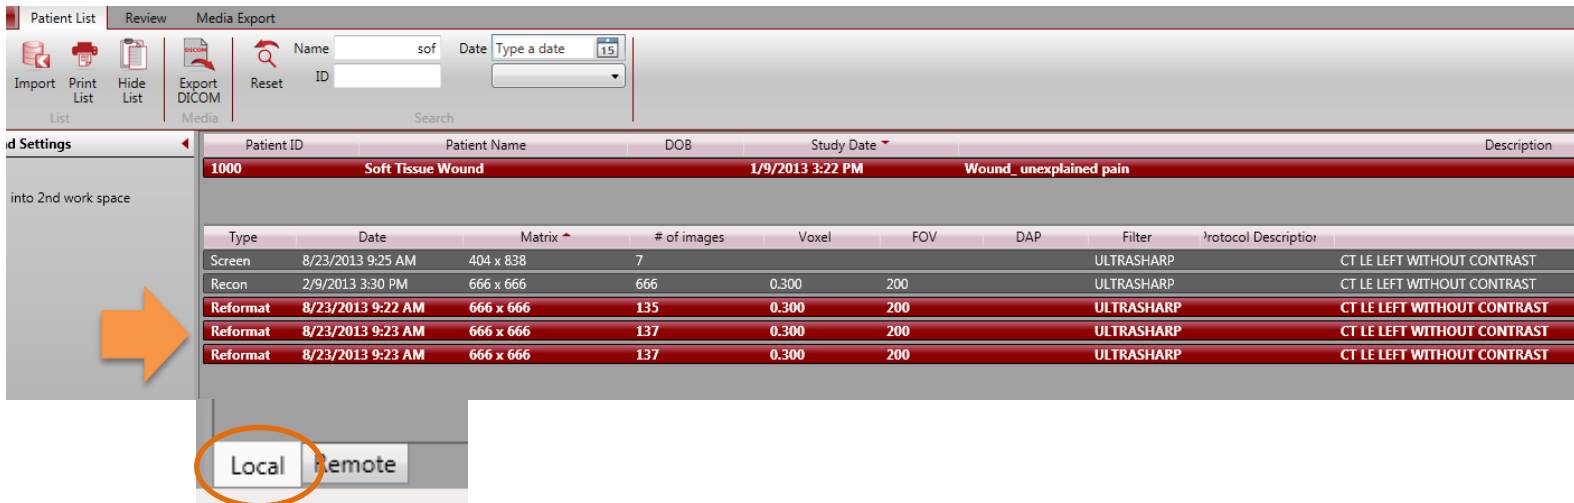 Patient List Review Media Export
Name sof Date Type a date 15
ID
Import Print List Hide List Export DICOM Reset
List Media Search
d Settings
into 2nd work space
Patient ID Patient Name DOB Study Date Description
1000 Soft Tissue Wound 1/9/2013 3:22 PM Wound_ unexplained pain
Type Date Matrix # of images Voxel FOV DAP Filter Protocol Description
Screen 8/23/2013 9:25 AM 404 x 838 7 ULTRASHARP CT LE LEFT WITHOUT CONTRAST
Recon 2/9/2013 3:30 PM 666 x 666 666 0.300 200 ULTRASHARP CT LE LEFT WITHOUT CONTRAST
Reformat 8/23/2013 9:22 AM 666 x 666 135 0.300 200 ULTRASHARP CT LE LEFT WITHOUT CONTRAST
Reformat 8/23/2013 9:23 AM 666 x 666 137 0.300 200 ULTRASHARP CT LE LEFT WITHOUT CONTRAST
Reformat 8/23/2013 9:23 AM 666 x 666 137 0.300 200 ULTRASHARP CT LE LEFT WITHOUT CONTRAST
Local Remote